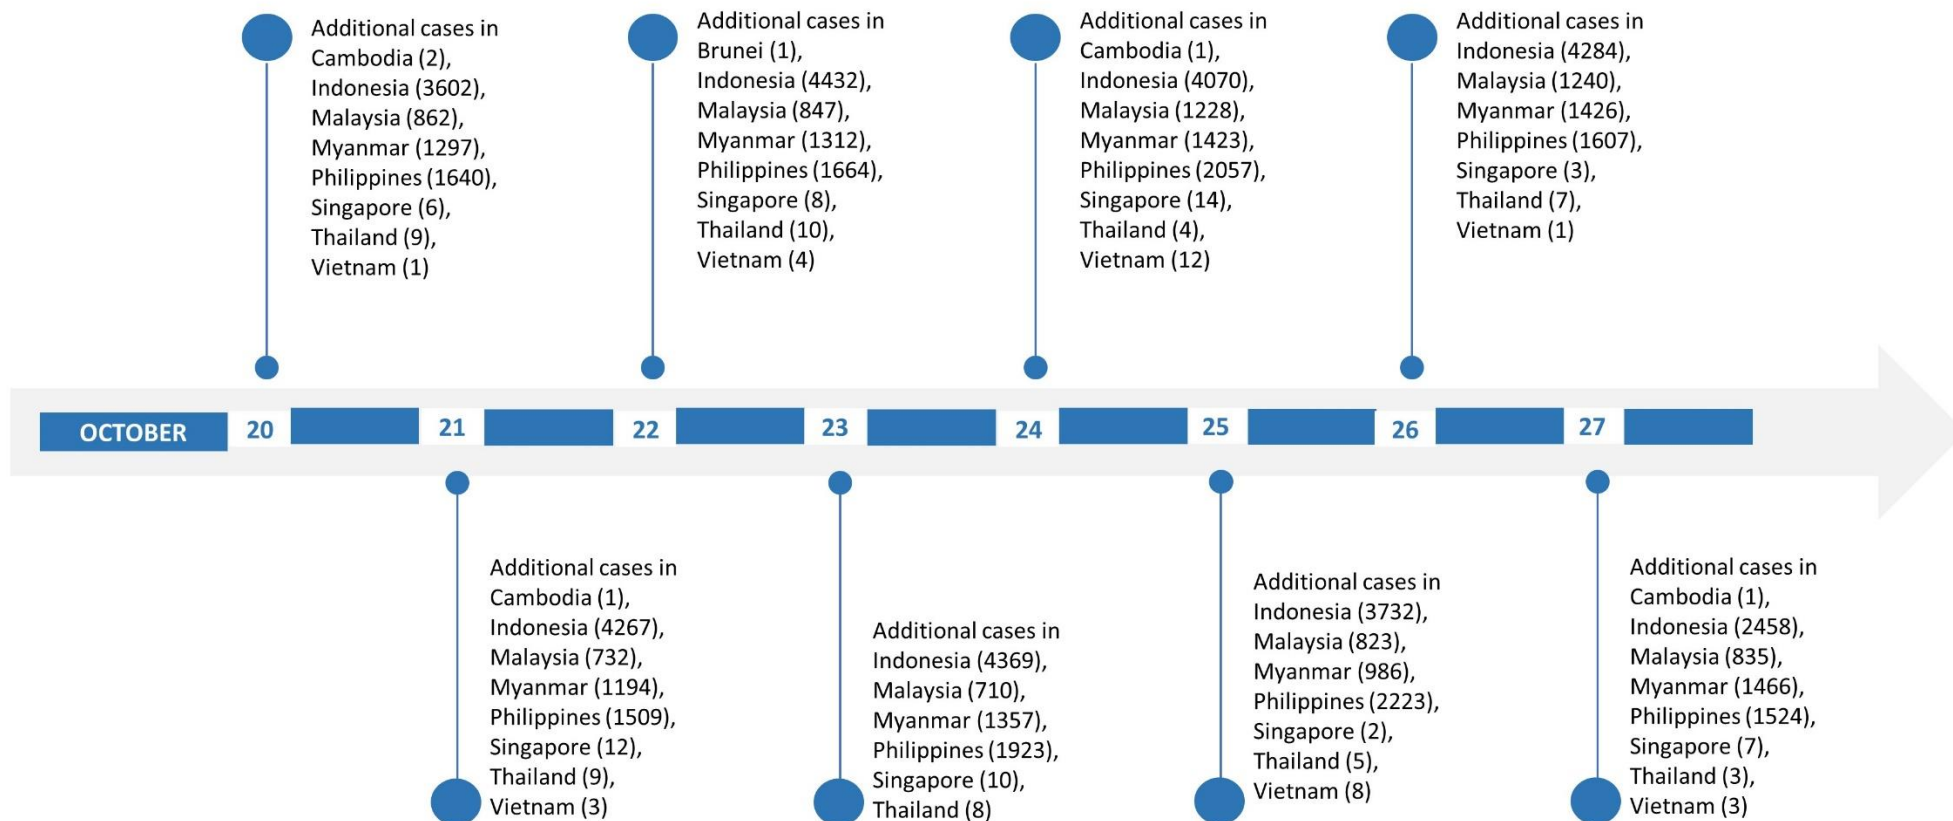 Additional cases in
Cambodia (2),
Indonesia (3602),
Malaysia (862),
Myanmar (1297),
Philippines (1640),
Singapore (6),
Thailand (9),
Vietnam (1)
Additional cases in
Brunei (1),
Indonesia (4432),
Malaysia (847),
Myanmar (1312),
Philippines (1664),
Singapore (8),
Thailand (10),
Vietnam (4)
Additional cases in
Cambodia (1),
Indonesia (4070),
Malaysia (1228),
Myanmar (1423),
Philippines (2057),
Singapore (14),
Thailand (4),
Vietnam (12)
Additional cases in
Indonesia (4284),
Malaysia (1240),
Myanmar (1426),
Philippines (1607),
Singapore (3),
Thailand (7),
Vietnam (1)
OCTOBER 20 21 22 23 24 25 26 27
Additional cases in
Cambodia (1),
Indonesia (4267),
Malaysia (732),
Myanmar (1194),
Philippines (1509),
Singapore (12),
Thailand (9),
Vietnam (3)
Additional cases in
Indonesia (4369),
Malaysia (710),
Myanmar (1357),
Philippines (1923),
Singapore (10),
Thailand (8)
Additional cases in
Indonesia (3732),
Malaysia (823),
Myanmar (986),
Philippines (2223),
Singapore (2),
Thailand (5),
Vietnam (8)
Additional cases in
Cambodia (1),
Indonesia (2458),
Malaysia (835),
Myanmar (1466),
Philippines (1524),
Singapore (7),
Thailand (3),
Vietnam (3)